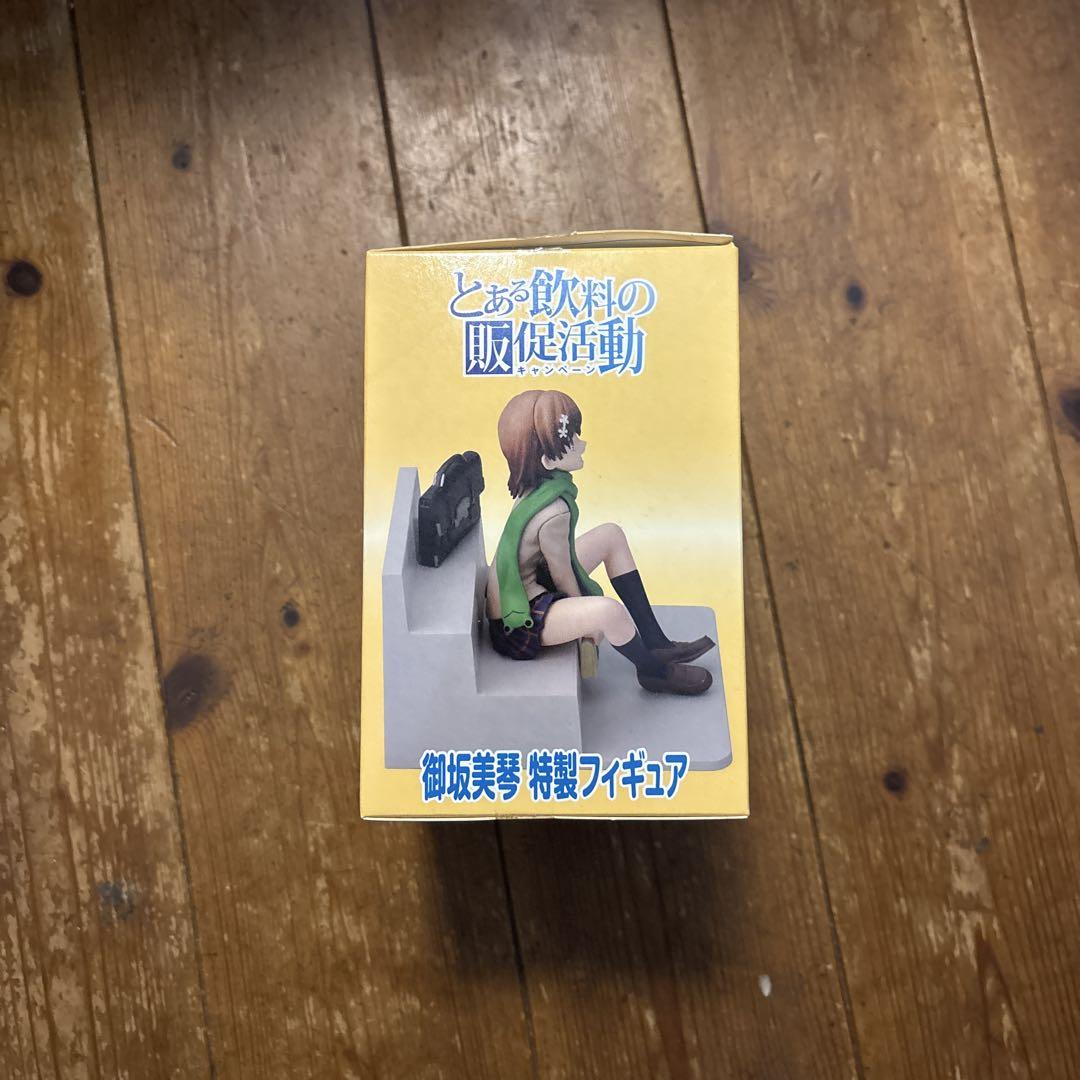 とある飲料の
販促活動
キャンペーン
御坂美琴 特製フィギュア